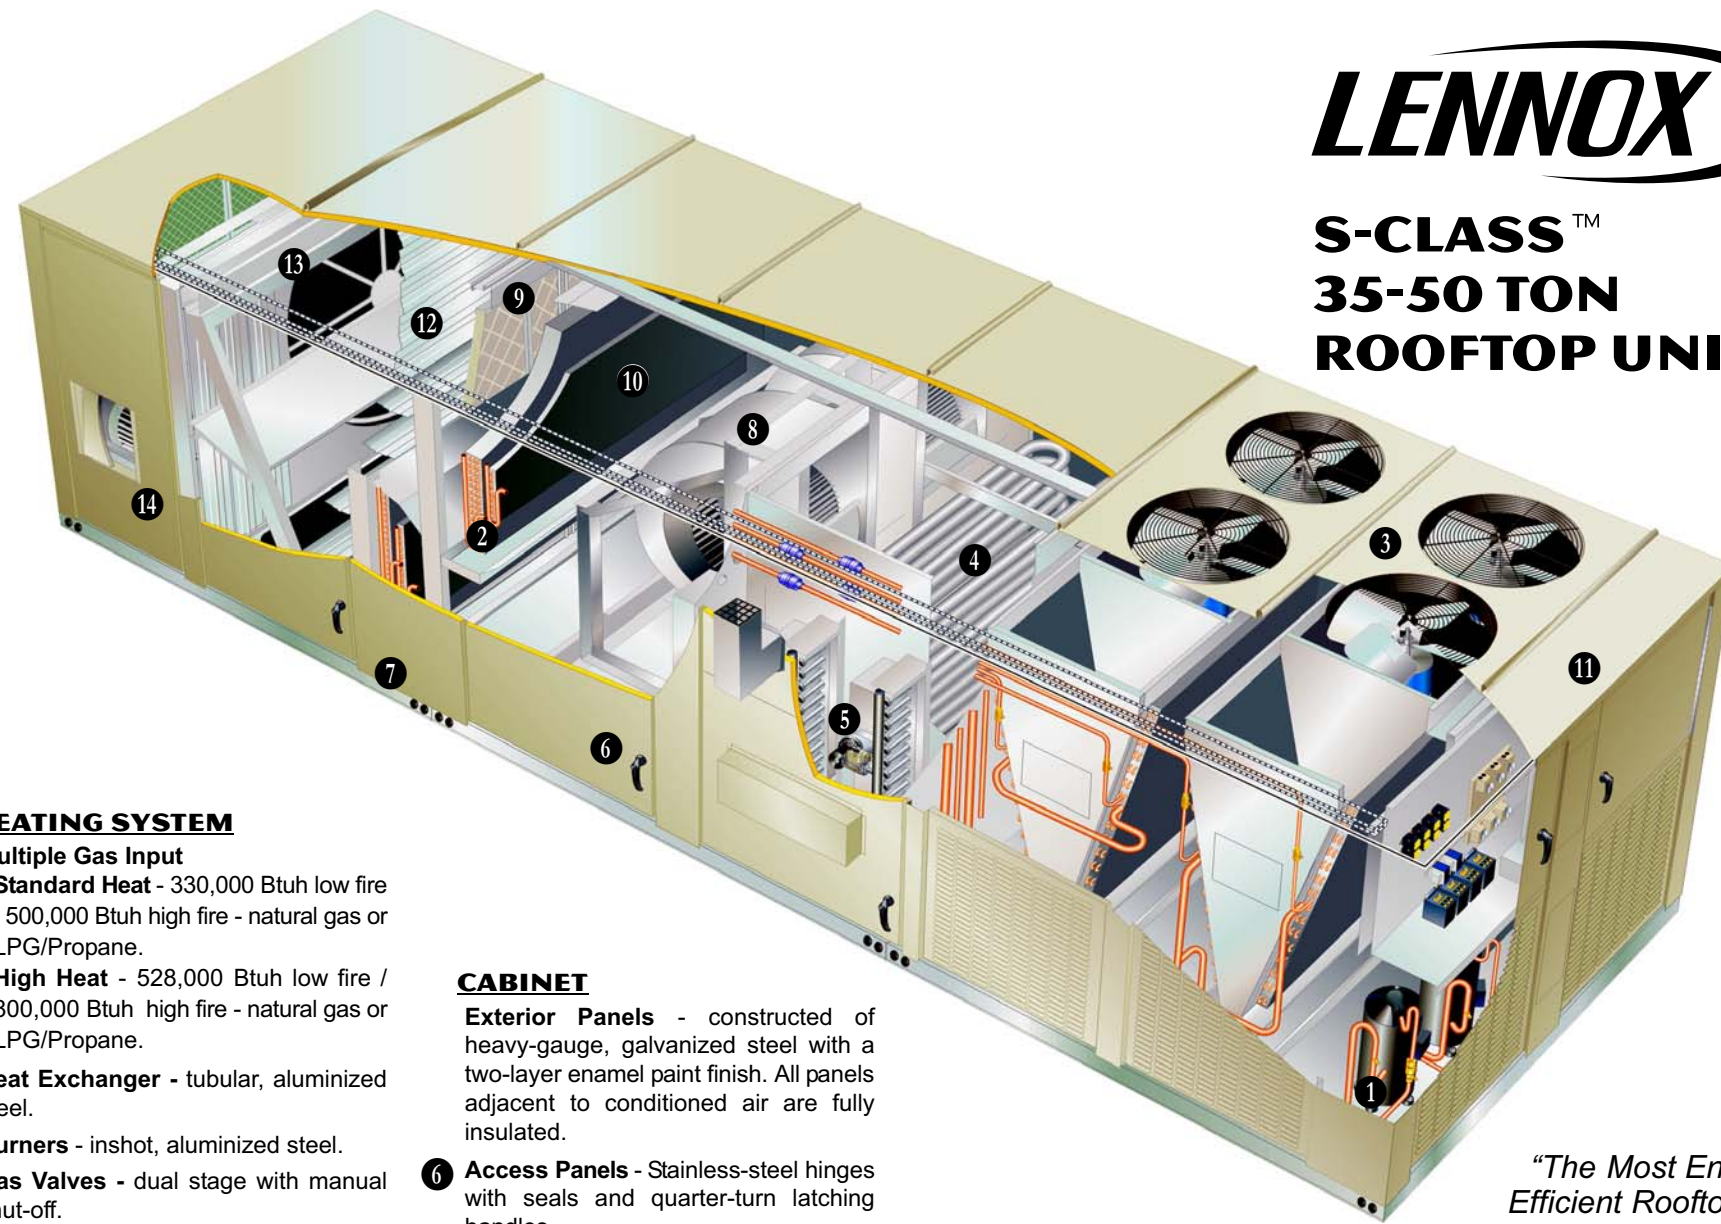 LENNOX
S-CLASS™
35-50 TON
ROOFTOP UNI
13
9
12
10
8
2
14
4
3
7
6
5
11
1
EATING SYSTEM
ultiple Gas Input
Standard Heat - 330,000 Btuh low fire
500,000 Btuh high fire - natural gas or
LPG/Propane.
High Heat - 528,000 Btuh low fire /
800,000 Btuh high fire - natural gas or
LPG/Propane.
eat Exchanger - tubular, aluminized
eel.
urners - inshot, aluminized steel.
as Valves - dual stage with manual
hut-off.
CABINET
Exterior Panels - constructed of
heavy-gauge, galvanized steel with a
two-layer enamel paint finish. All panels
adjacent to conditioned air are fully
insulated.
6 Access Panels - Stainless-steel hinges
with seals and quarter-turn latching
handles
“The Most En
Efficient Roofto